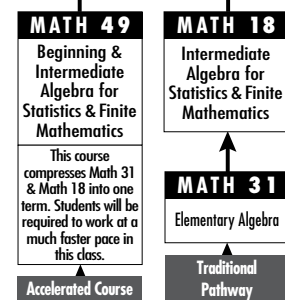 MATH 49
Beginning &
Intermediate
Algebra for
Statistics & Finite
Mathematics
This course
compresses Math 31
& Math 18 into one
term. Students will be
required to work at a
much faster pace in
this class.
Accelerated Course
MATH 18
Intermediate
Algebra for
Statistics & Finite
Mathematics
MATH 31
Elementary Algebra
Traditional
Pathway